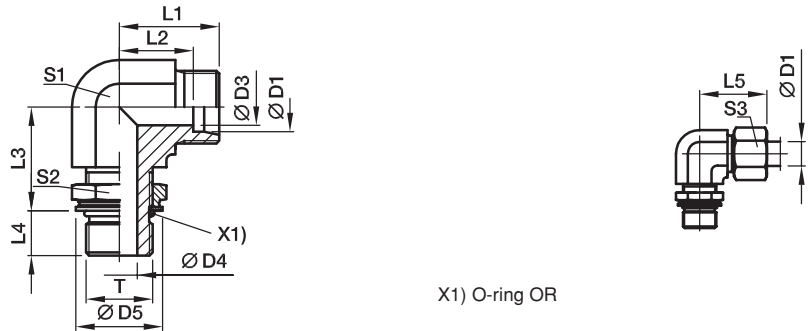 L1
L2
S1
Ø D3
Ø D1
L3
S2
L4
X1)
Ø D4
T
Ø D5
L5
S3
Ø D1
X1) O-ring OR